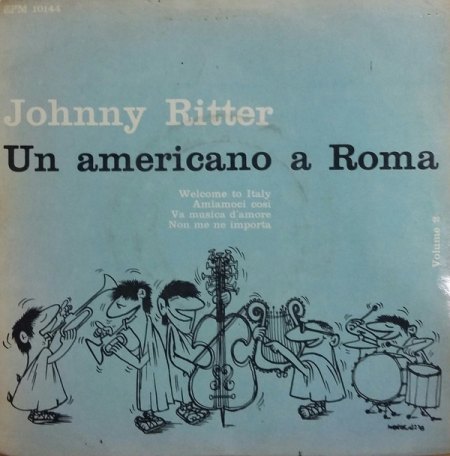 EPM 10144
Johnny Ritter
Un americano a Roma
Welcome to Italy
Amiamoci così
Va musica d'amore
Non me ne importa
Volume 2